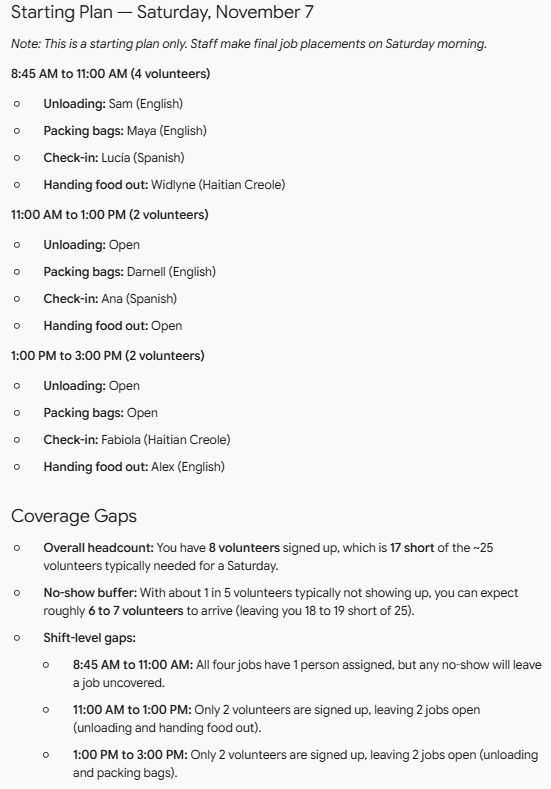 Starting Plan — Saturday, November 7
Note: This is a starting plan only. Staff make final job placements on Saturday morning.
8:45 AM to 11:00 AM (4 volunteers)
Unloading: Sam (English)
Packing bags: Maya (English)
Check-in: Lucía (Spanish)
Handing food out: Widlyne (Haitian Creole)
11:00 AM to 1:00 PM (2 volunteers)
Unloading: Open
Packing bags: Darnell (English)
Check-in: Ana (Spanish)
Handing food out: Open
1:00 PM to 3:00 PM (2 volunteers)
Unloading: Open
Packing bags: Open
Check-in: Fabiola (Haitian Creole)
Handing food out: Alex (English)
Coverage Gaps
Overall headcount: You have 8 volunteers signed up, which is 17 short of the ~25
volunteers typically needed for a Saturday.
No-show buffer: With about 1 in 5 volunteers typically not showing up, you can expect
roughly 6 to 7 volunteers to arrive (leaving you 18 to 19 short of 25).
Shift-level gaps:
8:45 AM to 11:00 AM: All four jobs have 1 person assigned, but any no-show will leave
a job uncovered.
11:00 AM to 1:00 PM: Only 2 volunteers are signed up, leaving 2 jobs open
(unloading and handing food out).
1:00 PM to 3:00 PM: Only 2 volunteers are signed up, leaving 2 jobs open (unloading
and packing bags).